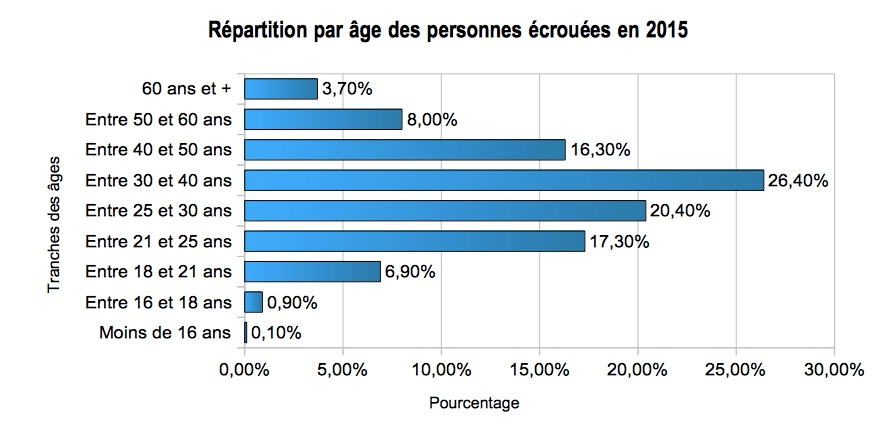 Répartition par âge des personnes écrouées en 2015
Tranches des âges
60 ans et + 3,70%
Entre 50 et 60 ans 8,00%
Entre 40 et 50 ans 16,30%
Entre 30 et 40 ans 26,40%
Entre 25 et 30 ans 20,40%
Entre 21 et 25 ans 17,30%
Entre 18 et 21 ans 6,90%
Entre 16 et 18 ans 0,90%
Moins de 16 ans 0,10%
0,00% 5,00% 10,00% 15,00% 20,00% 25,00% 30,00%
Pourcentage